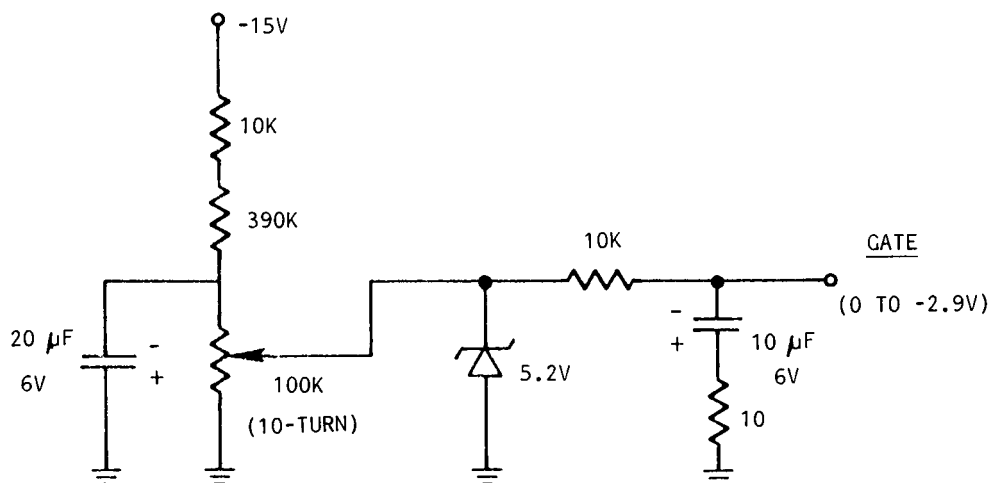 -15V
10K
390K
20 µF
6V
-
+
100K
(10-TURN)
5.2V
10K
GATE
(0 TO -2.9V)
-
+
10 µF
6V
10